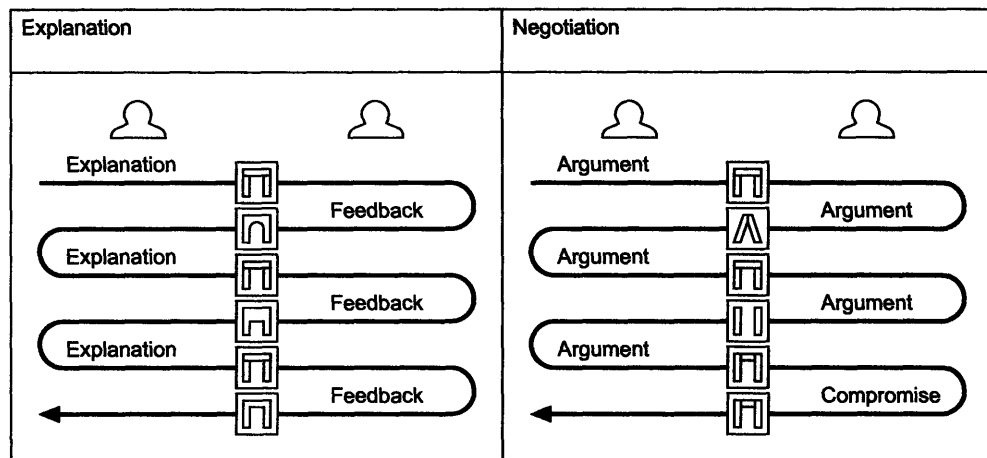 Explanation
Negotiation
Explanation
Feedback
Explanation
Feedback
Explanation
Feedback
Argument
Argument
Argument
Argument
Argument
Compromise